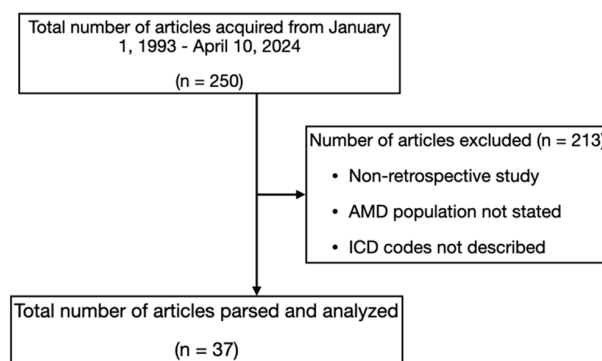 Total number of articles acquired from January
1, 1993 - April 10, 2024
(n = 250)
Number of articles excluded (n = 213)
• Non-retrospective study
• AMD population not stated
• ICD codes not described
Total number of articles parsed and analyzed
(n = 37)